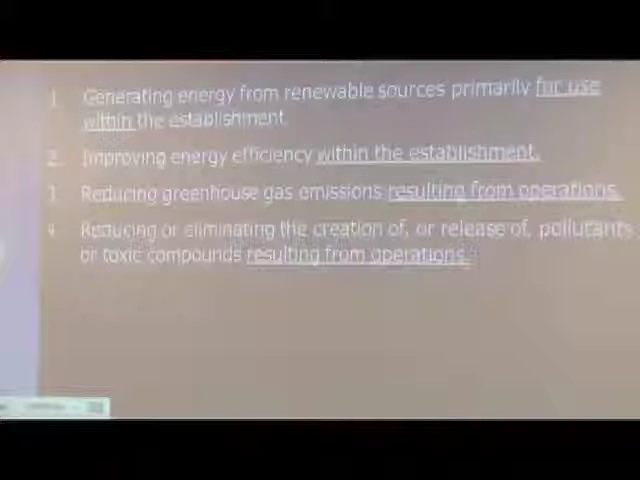 1. Generating energy from renewable sources primarily for use
within the establishment.
2. Improving energy efficiency within the establishment.
3. Reducing greenhouse gas omissions resulting from operations.
4. Reducing or eliminating the creation of, or release of, pollutants
or toxic compounds resulting from operations.